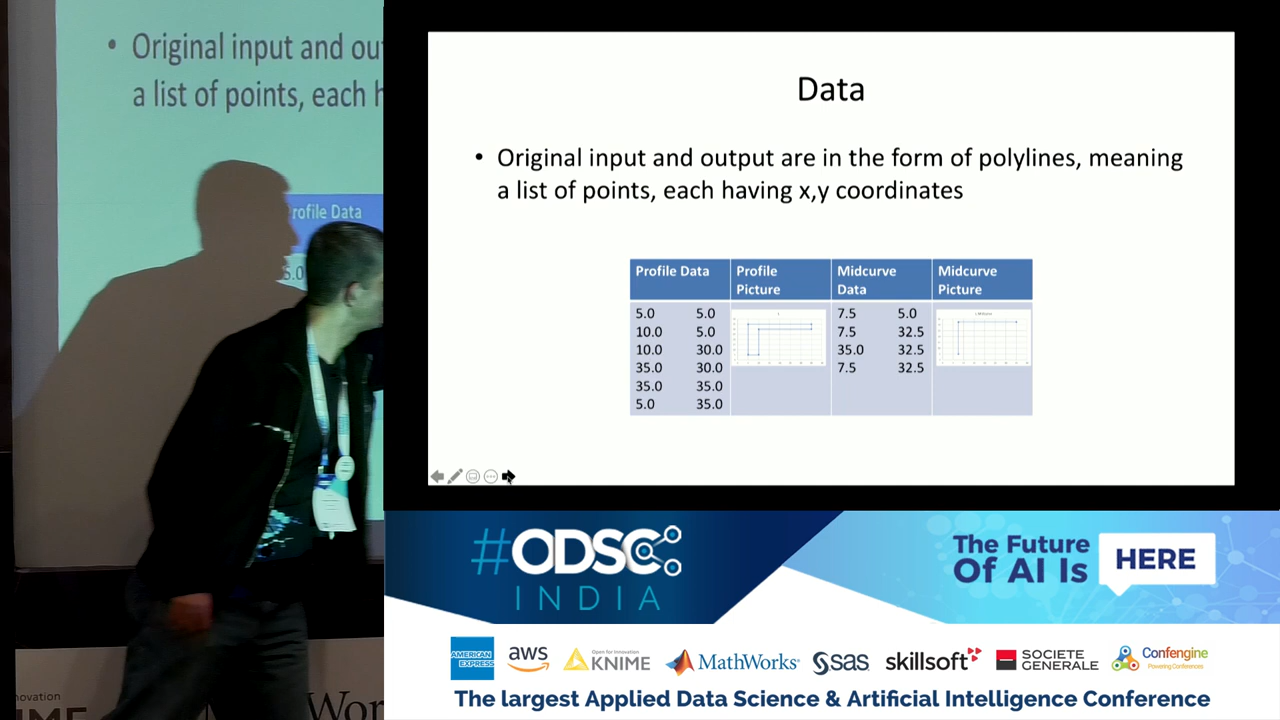 • Original input and ou
a list of points, each h
rofile Data
5.0
Data
• Original input and output are in the form of polylines, meaning
a list of points, each having x,y coordinates
Profile Data Profile Picture Midcurve Data Midcurve Picture
5.0 5.0 7.5 5.0
10.0 5.0 7.5 32.5
10.0 30.0 35.0 32.5
35.0 30.0 7.5 32.5
35.0 35.0
5.0 35.0
#ODSC
INDIA
The Future
Of AI Is HERE
AMERICAN EXPRESS aws Open for Innovation KNIME MathWorks SAS skillsoft SOCIETE GENERALE Confengine Powering Conferences
The largest Applied Data Science & Artificial Intelligence Conference
novation
IME Wor